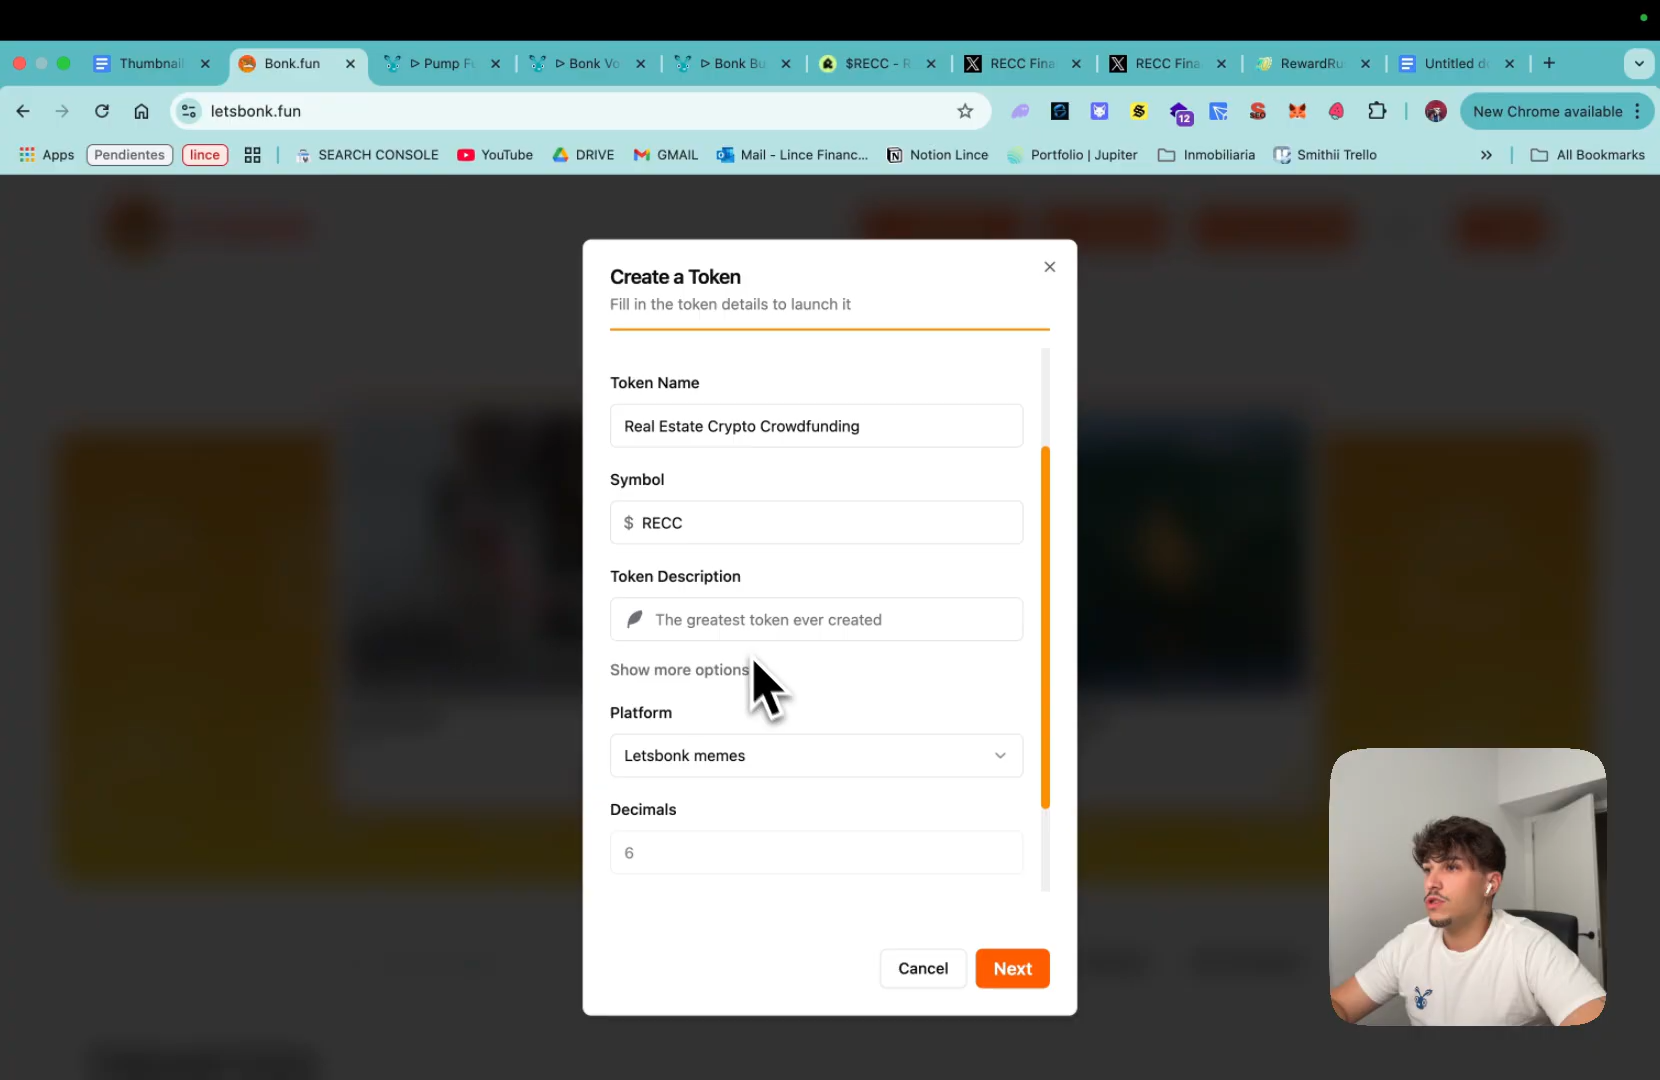 Thumbnail
Bonk.fun
Pump Fu
Bonk Vo
Bonk Bu
$RECC - R
RECC Fina
RECC Fina
RewardRu
Untitled d
letsbonk.fun
12
New Chrome available
Apps
Pendientes
lince
SEARCH CONSOLE
YouTube
DRIVE
GMAIL
Mail - Lince Financ...
Notion Lince
Portfolio | Jupiter
Inmobiliaria
Smithii Trello
All Bookmarks
Create a Token
Fill in the token details to launch it
Token Name
Real Estate Crypto Crowdfunding
Symbol
$ RECC
Token Description
The greatest token ever created
Show more options
Platform
Letsbonk memes
Decimals
6
Cancel
Next